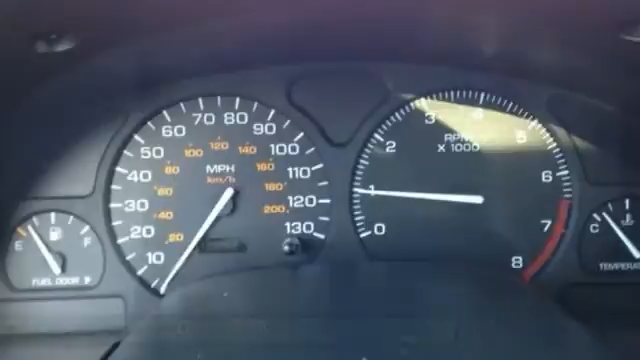 E F
FUEL DOOR
10 20 30 40 50 60 70 80 90 100 110 120 130
20 40 60 80 100 120 140 160 180 200
MPH
km/h
0 1 2 3 4 5 6 7 8
RPM
X 1000
C
TEMPERAT